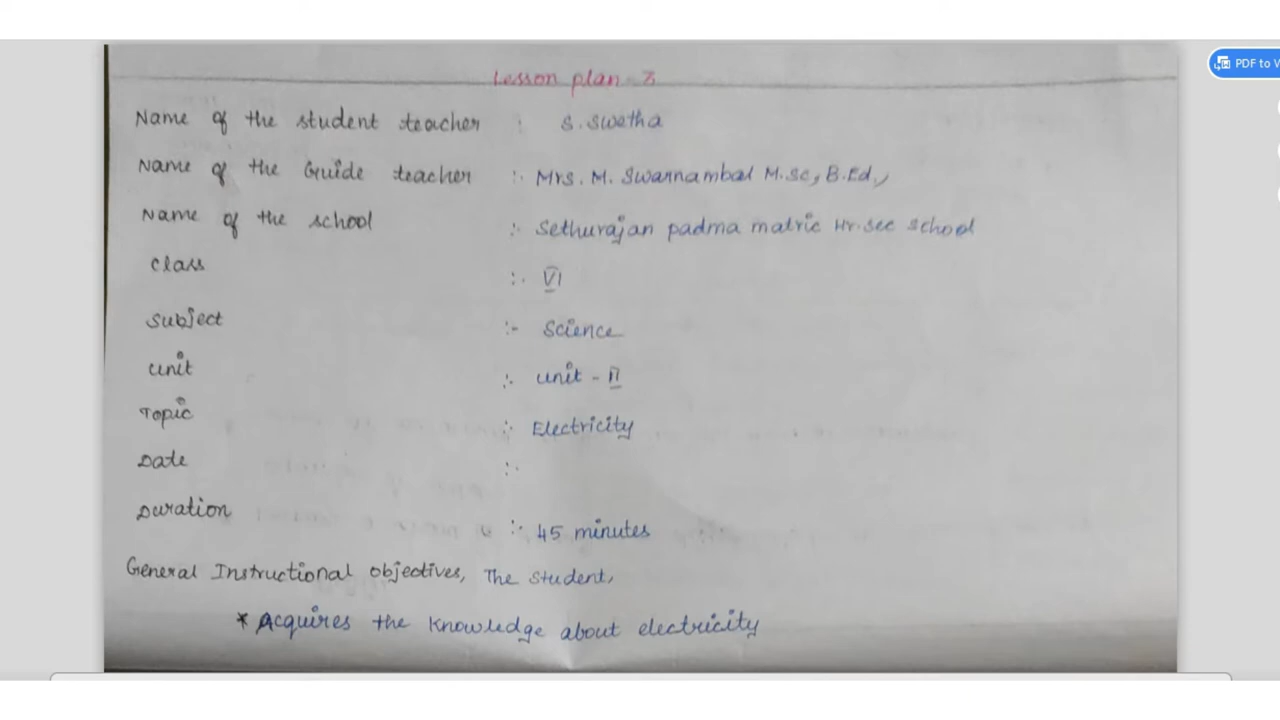 Lesson plan - 3
Name of the student teacher : S. Swetha
Name of the Guide teacher :- Mrs. M. Swarnambal M.Sc, B.Ed,
Name of the school :- Sethurajan padma matric Hr. sec school
Class :- VI
Subject :- Science
Unit :- Unit - II
Topic :- Electricity
Date :-
Duration :- 45 minutes
General Instructional objectives, The student,
* Acquires the knowledge about electricity
PDF to